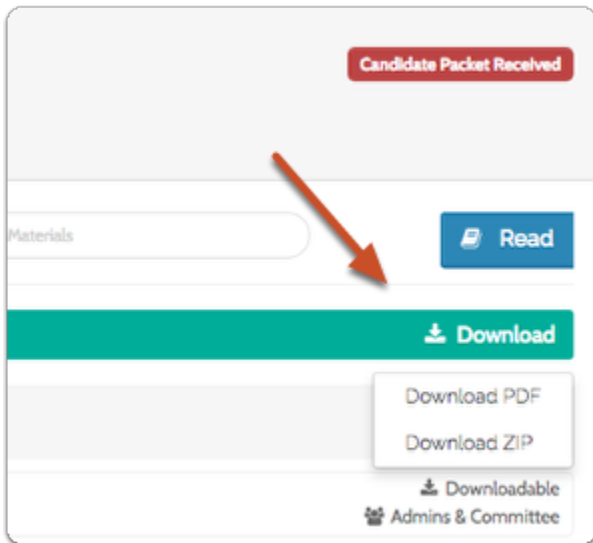 Candidate Packet Received
Materials
Read
Download
Download PDF
Download ZIP
Downloadable
Admins & Committee